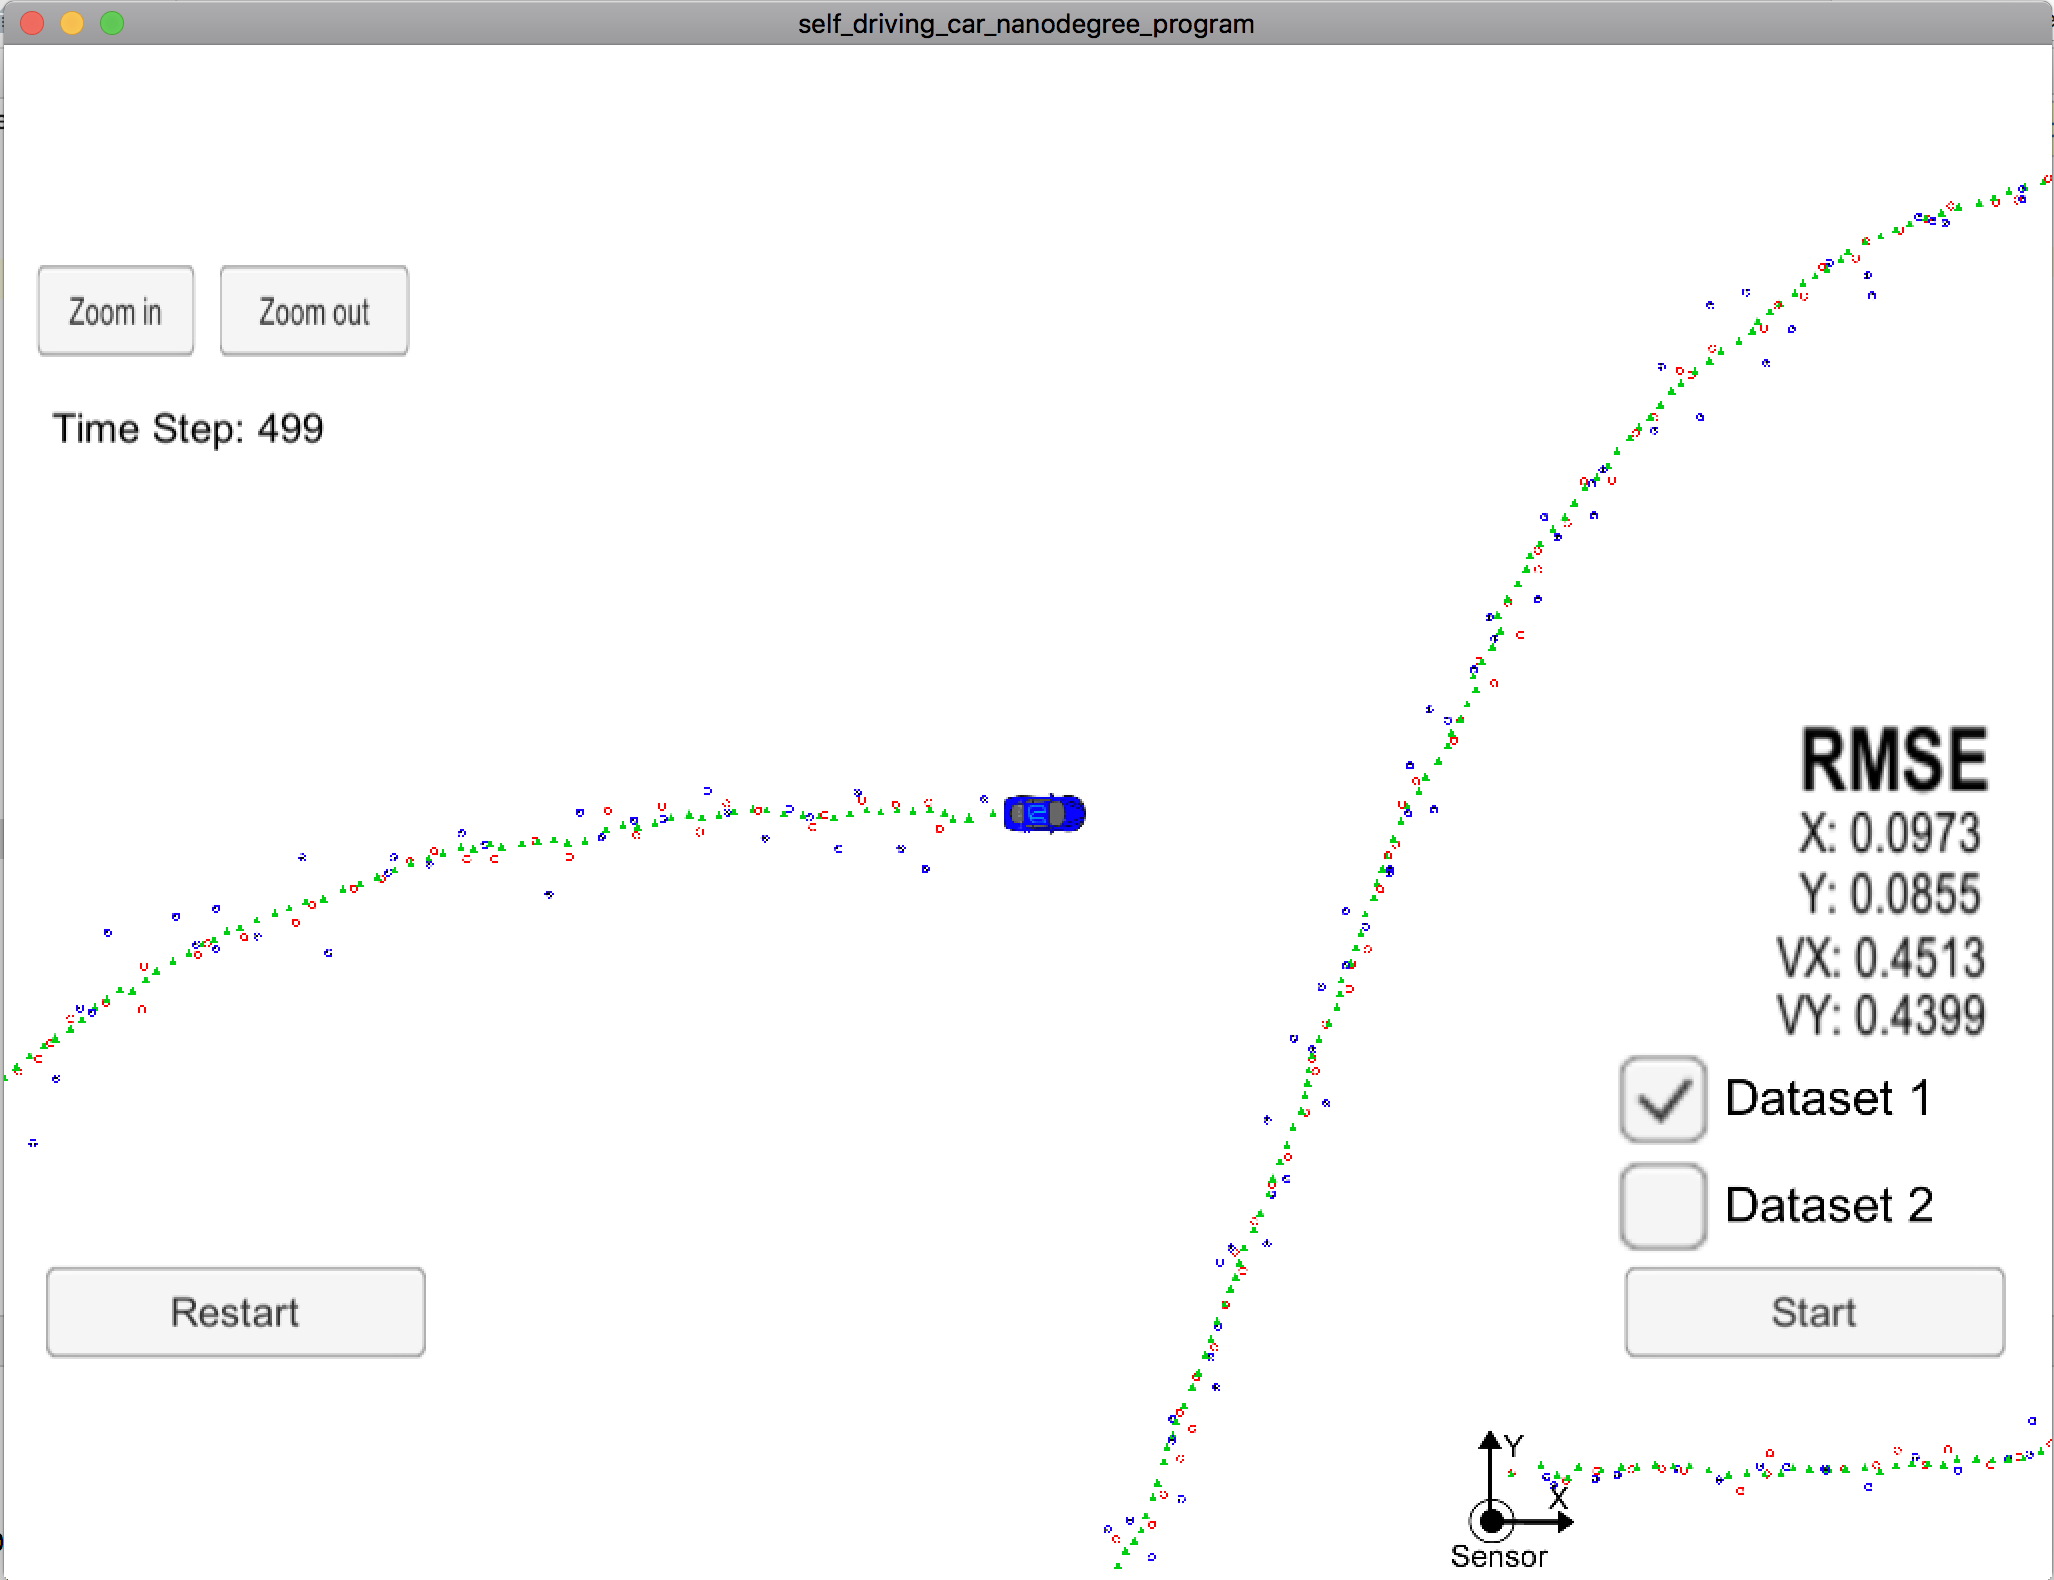 self_driving_car_nanodegree_program
Zoom in
Zoom out
Time Step: 499
RMSE
X: 0.0973
Y: 0.0855
VX: 0.4513
VY: 0.4399
Dataset 1
Dataset 2
Restart
Start
Y
X
Sensor